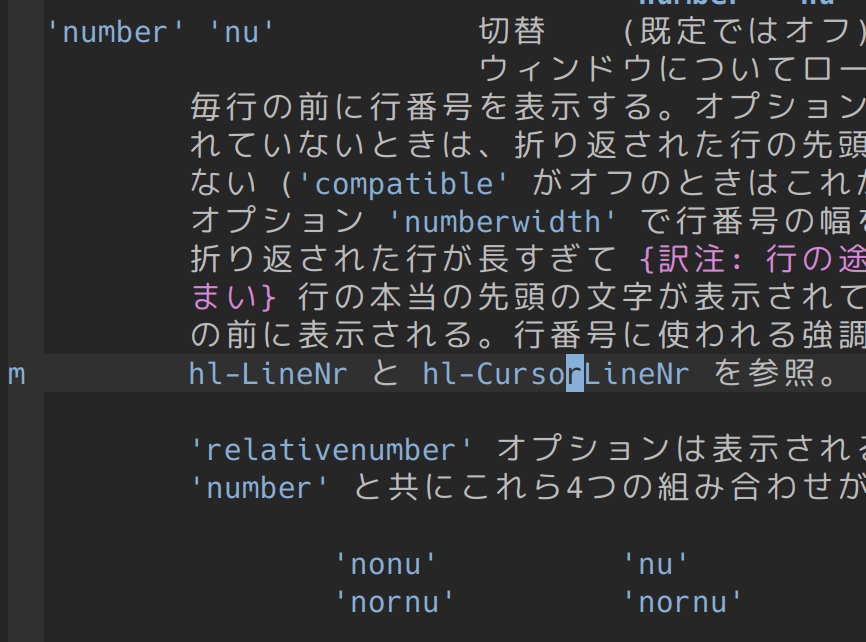 'number' 'nu' 切替 (既定ではオフ)
ウィンドウについてロー
毎行の前に行番号を表示する。オプション
れていないときは、折り返された行の先頭
ない ('compatible' がオフのときはこれが
オプション 'numberwidth' で行番号の幅を
折り返された行が長すぎて {訳注: 行の途
まい} 行の本当の先頭の文字が表示されて
の前に表示される。行番号に使われる強調
m hl-LineNr と hl-CursorLineNr を参照。
'relativenumber' オプションは表示される
'number' と共にこれら4つの組み合わせが
'nonu' 'nu'
'nornu' 'nornu'